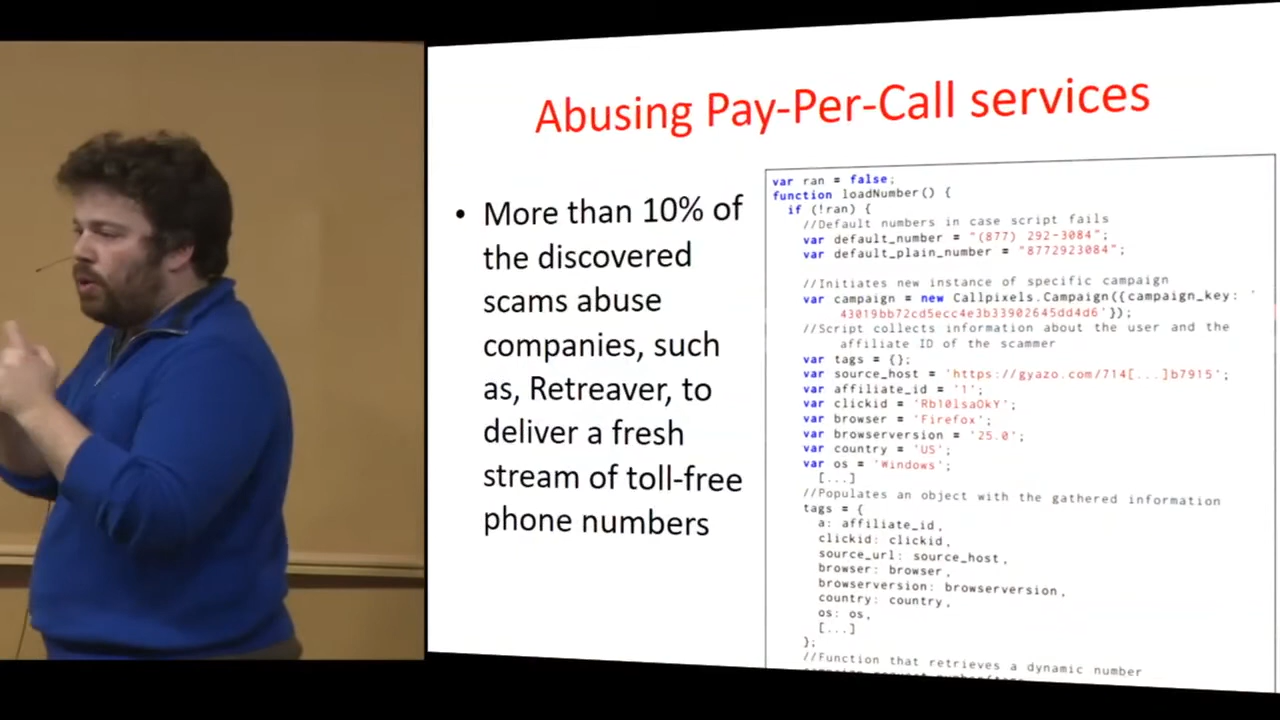 Abusing Pay-Per-Call services
• More than 10% of
the discovered
scams abuse
companies, such
as, Retreaver, to
deliver a fresh
stream of toll-free
phone numbers
var ran = false;
function loadNumber() {
if (!ran) {
//Default numbers in case script fails
var default_number = "(877) 292-3084";
var default_plain_number = "8772923084";
//Initiates new instance of specific campaign
var campaign = new Callpixels.Campaign({campaign_key: '
43019bb72cd5ecc4e3b33902645dd4d6'});
//Script collects information about the user and the
affiliate ID of the scammer
var tags = {};
var source_host = 'https://gyazo.com/714[...]b7915';
var affiliate_id = '1';
var clickid = 'Rb10lsaOkY';
var browser = 'Firefox';
var browserversion = '25.0';
var country = 'US';
var os = 'Windows';
[...]
//Populates an object with the gathered information
tags = {
a: affiliate_id,
clickid: clickid,
source_url: source_host,
browser: browser,
browserversion: browserversion,
country: country,
os: os,
[...]
};
//Function that retrieves a dynamic number